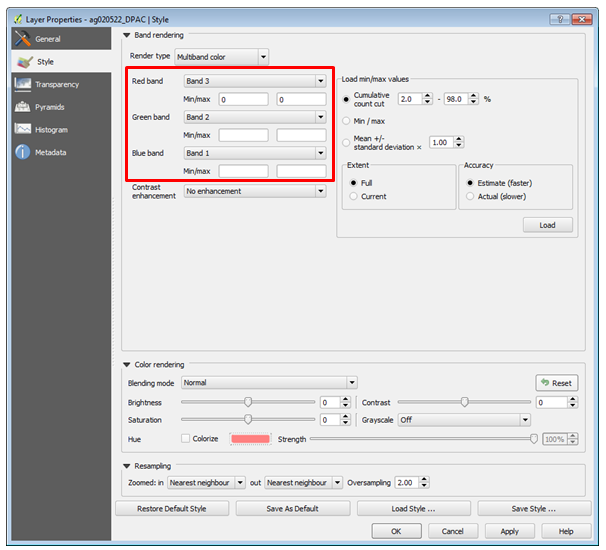 Layer Properties - ag020522_DPAC | Style
General
Style
Transparency
Pyramids
Histogram
Metadata
Band rendering
Render type Multiband color
Red band Band 3
Min/max 0 0
Green band Band 2
Min/max
Blue band Band 1
Min/max
Contrast
enhancement No enhancement
Load min/max values
Cumulative
count cut 2.0 - 98.0 %
Min / max
Mean +/-
standard deviation × 1.00
Extent
Full
Current
Accuracy
Estimate (faster)
Actual (slower)
Load
Color rendering
Blending mode Normal Reset
Brightness 0 Contrast 0
Saturation 0 Grayscale Off
Hue Colorize Strength 100%
Resampling
Zoomed: in Nearest neighbour out Nearest neighbour Oversampling 2.00
Restore Default Style Save As Default Load Style ... Save Style ...
OK Cancel Apply Help